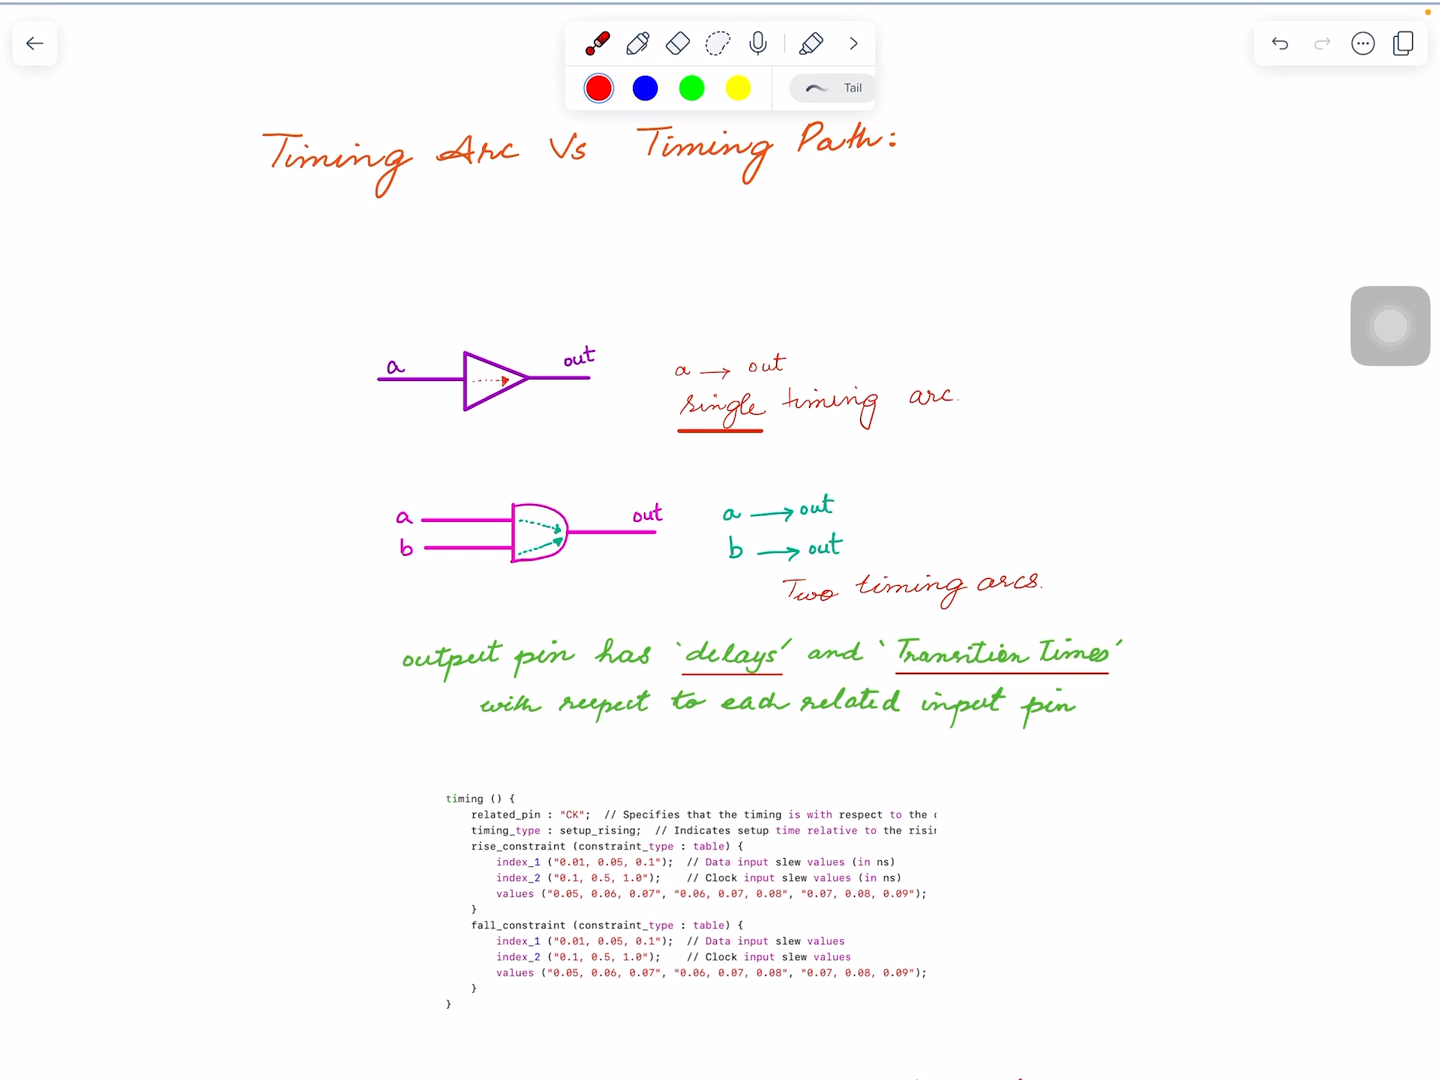 Tail
Timing Arc Vs Timing Path:
a
out
a → out
single timing arc.
a
b
out
a → out
b → out
Two timing arcs.
output pin has 'delays' and 'Transition Times'
with respect to each related input pin
timing () {
related_pin : "CK";  // Specifies that the timing is with respect to the c
timing_type : setup_rising;  // Indicates setup time relative to the risin
rise_constraint (constraint_type : table) {
index_1 ("0.01, 0.05, 0.1");  // Data input slew values (in ns)
index_2 ("0.1, 0.5, 1.0");    // Clock input slew values (in ns)
values ("0.05, 0.06, 0.07", "0.06, 0.07, 0.08", "0.07, 0.08, 0.09");
}
fall_constraint (constraint_type : table) {
index_1 ("0.01, 0.05, 0.1");  // Data input slew values
index_2 ("0.1, 0.5, 1.0");    // Clock input slew values
values ("0.05, 0.06, 0.07", "0.06, 0.07, 0.08", "0.07, 0.08, 0.09");
}
}